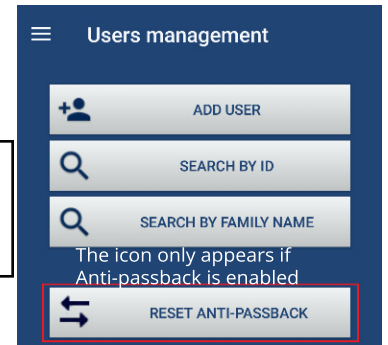 Users management
ADD USER
SEARCH BY ID
SEARCH BY FAMILY NAME
The icon only appears if
Anti-passback is enabled
RESET ANTI-PASSBACK